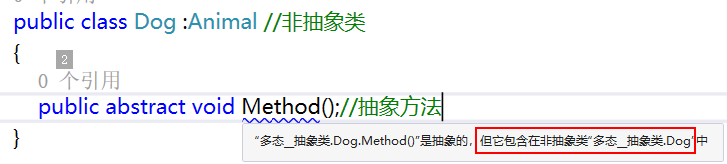 public class Dog :Animal //非抽象类
{
2
0 个引用
public abstract void Method();//抽象方法
}
“多态__抽象类.Dog.Method()”是抽象的，但它包含在非抽象类“多态__抽象类.Dog”中